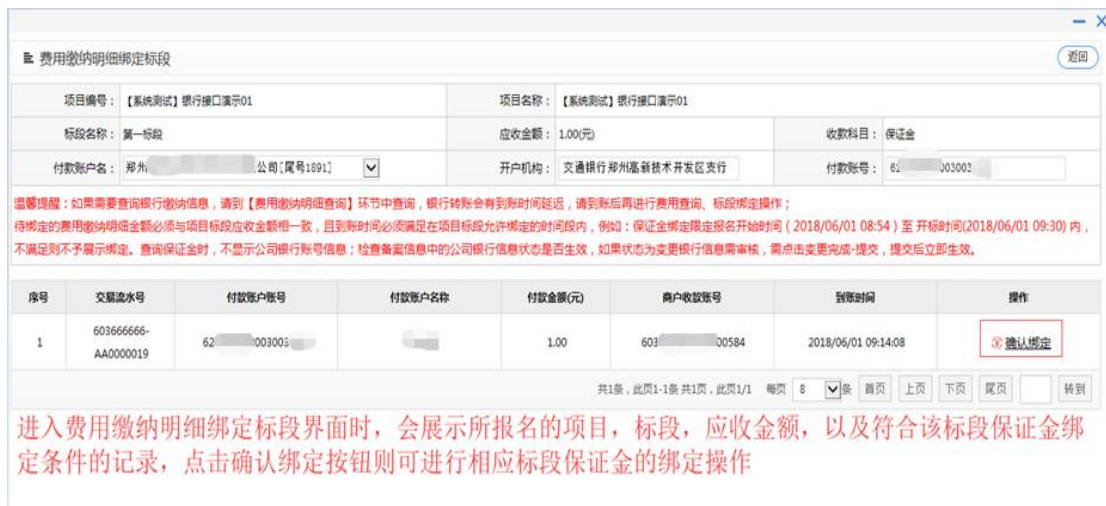 费用缴纳明细绑定标段 返回
项目编号： 【系统测试】银行接口演示01 项目名称： 【系统测试】银行接口演示01
标段名称： 第一标段 应收金额： 1.00(元) 收款科目： 保证金
付款账户名： 郑州 公司[尾号1891] 开户机构： 交通银行郑州高新技术开发区支行 付款账号： 62 003003
温馨提醒：如果需要查询银行缴纳信息，请到【费用缴纳明细查询】环节中查询，银行转账会有到账时间延迟，请到账后再进行费用查询、标段绑定操作；
待绑定的费用缴纳明细金额必须与项目标段应收金额相一致，且到账时间必须满足在项目标段允许绑定的时间段内，例如：保证金绑定限定报名开始时间（2018/06/01 08:54）至 开标时间(2018/06/01 09:30) 内，
不满足则不予展示绑定。查询保证金时，不显示公司银行账号信息；检查备案信息中的公司银行信息状态是否生效，如果状态为变更银行信息需审核，需点击变更完成-提交，提交后立即生效。
序号 交易流水号 付款账户账号 付款账户名称 付款金额(元) 商户收款账号 到账时间 操作
1 603666666-AA0000019 62 003003 1.00 603 00584 2018/06/01 09:14:08 确认绑定
共1条，此页1-1条 共1页，此页1/1 每页 8 条 首页 上页 下页 尾页 转到
进入费用缴纳明细绑定标段界面时，会展示所报名的项目，标段，应收金额，以及符合该标段保证金绑
定条件的记录，点击确认绑定按钮则可进行相应标段保证金的绑定操作